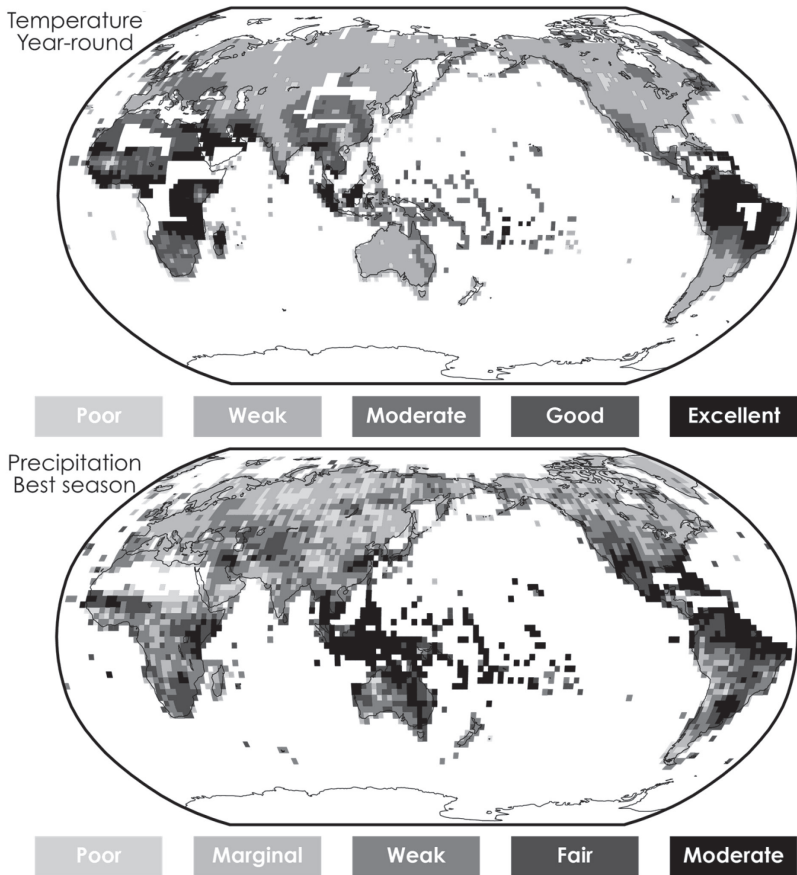 Temperature
Year-round
Poor Weak Moderate Good Excellent
Precipitation
Best season
Poor Marginal Weak Fair Moderate